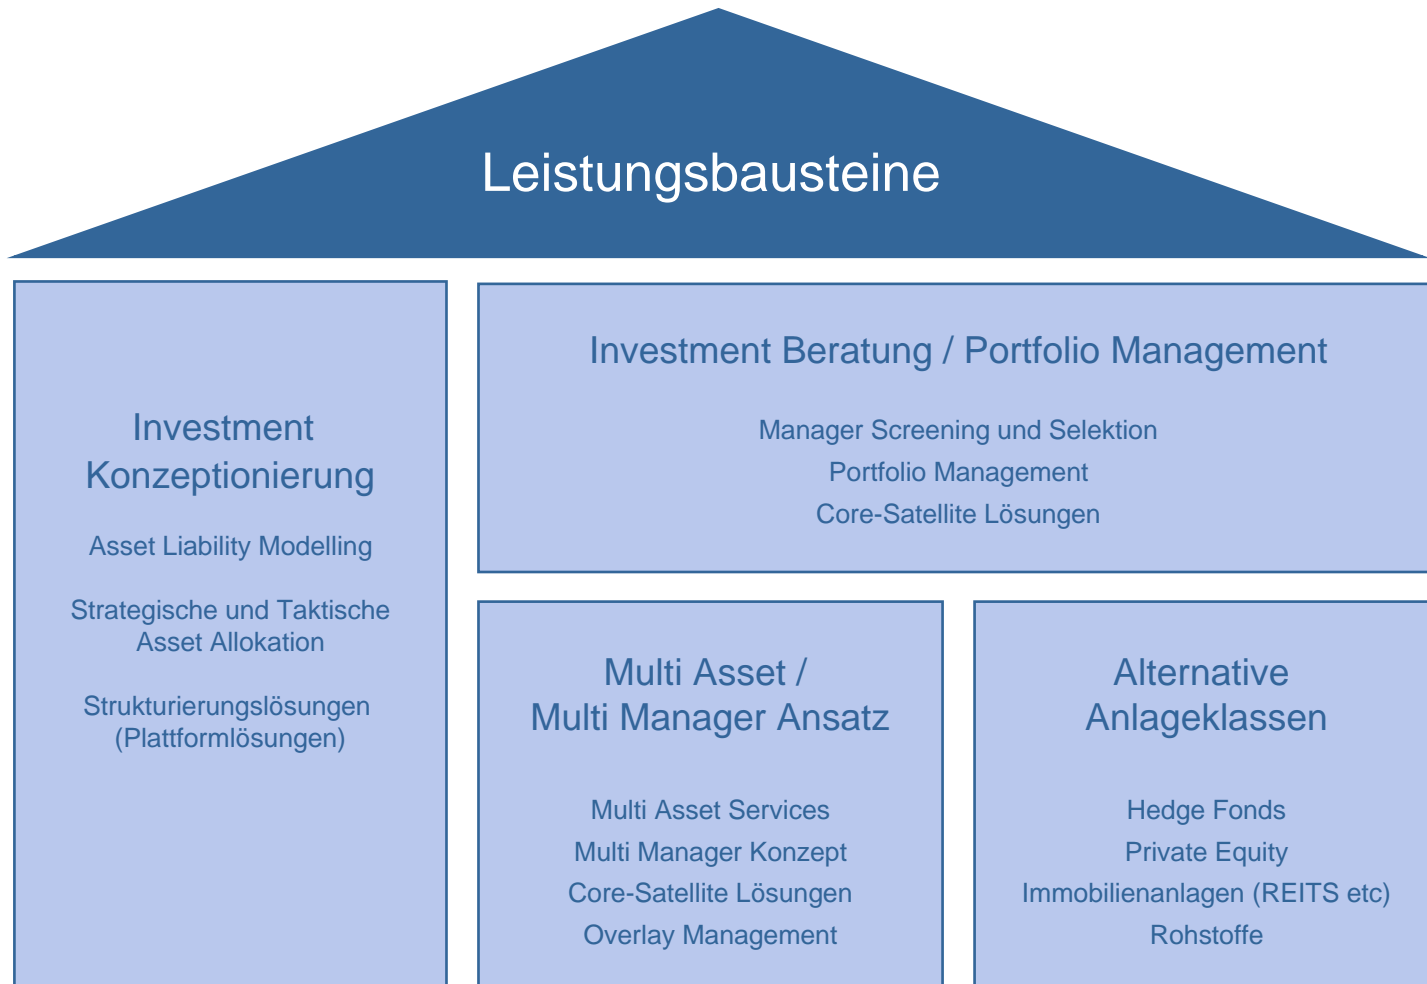 Leistungsbausteine
Investment
Konzeptionierung
Asset Liability Modelling
Strategische und Taktische
Asset Allokation
Strukturierungslösungen
(Plattformlösungen)
Investment Beratung / Portfolio Management
Manager Screening und Selektion
Portfolio Management
Core-Satellite Lösungen
Multi Asset /
Multi Manager Ansatz
Multi Asset Services
Multi Manager Konzept
Core-Satellite Lösungen
Overlay Management
Alternative
Anlageklassen
Hedge Fonds
Private Equity
Immobilienanlagen (REITS etc)
Rohstoffe